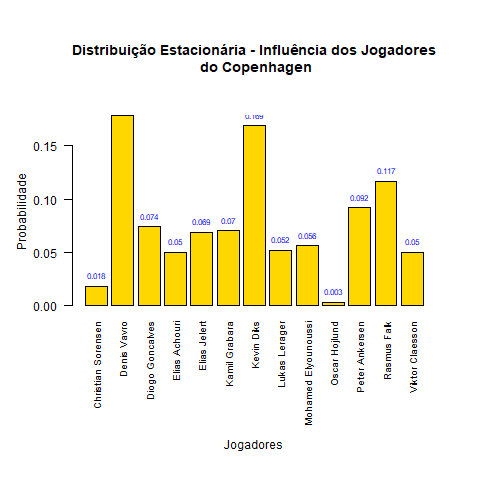 Distribuição Estacionária - Influência dos Jogadores
do Copenhagen
Probabilidade
0.15
0.10
0.05
0.00
0.018
0.074
0.05
0.069
0.07
0.169
0.052
0.056
0.003
0.092
0.117
0.05
Christian Sorensen
Denis Vavro
Diogo Goncalves
Elias Achouri
Elias Jelert
Kamil Grabara
Kevin Diks
Lukas Lerager
Mohamed Elyounoussi
Oscar Hojlund
Peter Ankersen
Rasmus Falk
Viktor Claesson
Jogadores